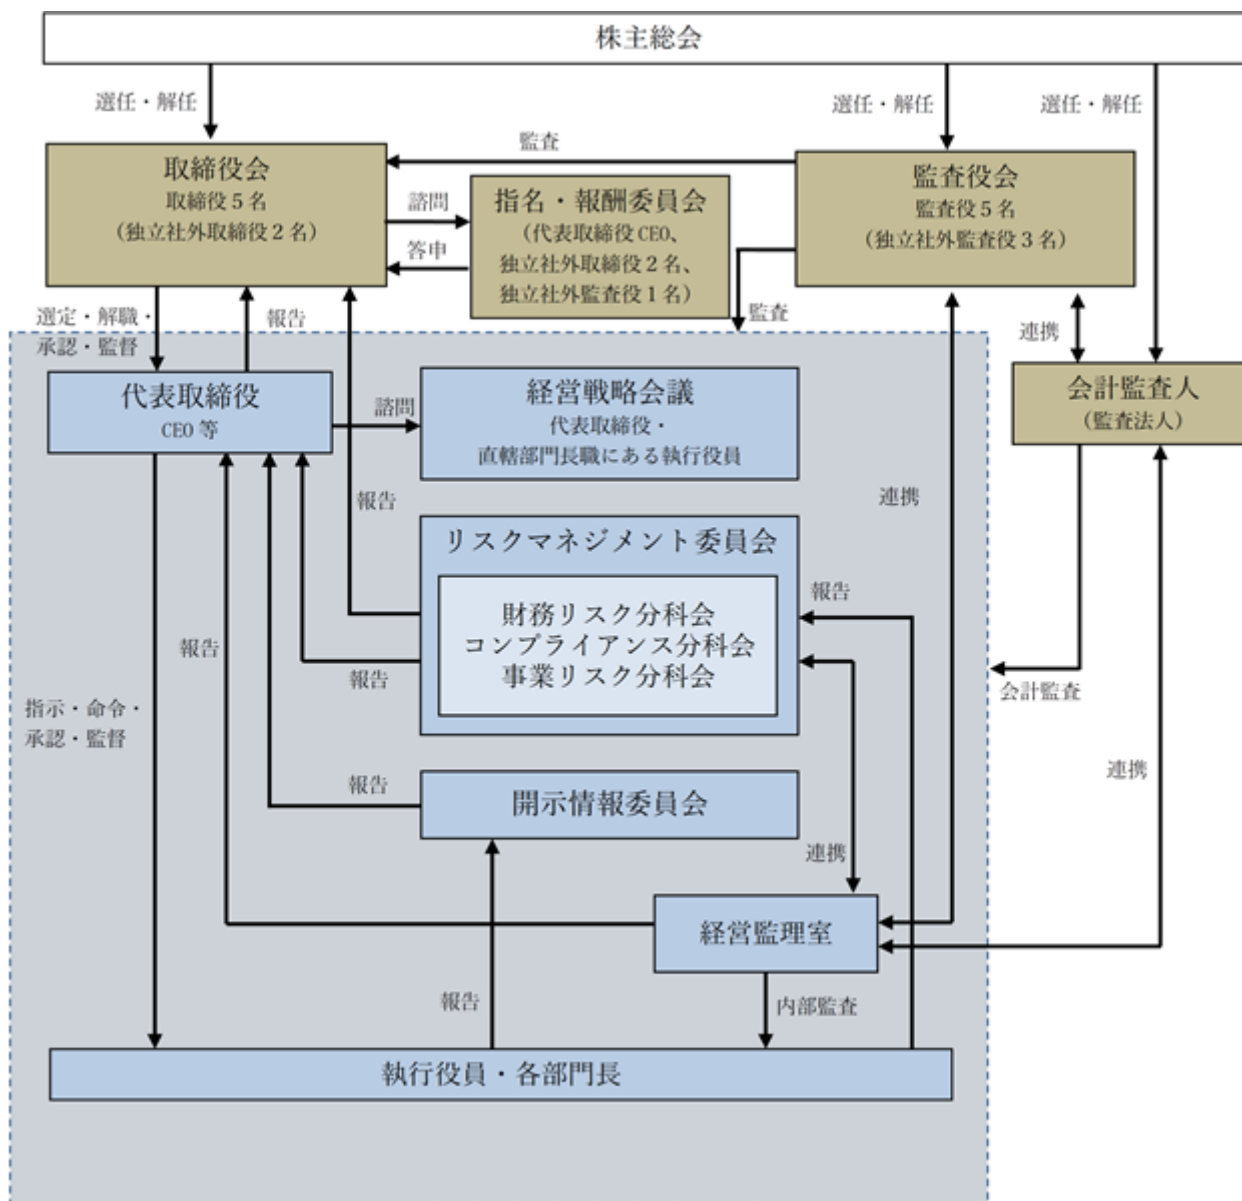 株主総会
選任・解任
選任・解任
選任・解任
取締役会
取締役5名
(独立社外取締役2名)
監査
諮問
答申
指名・報酬委員会
(代表取締役CEO、
独立社外取締役2名、
独立社外監査役1名)
監査役会
監査役5名
(独立社外監査役3名)
監査
選定・解職・
承認・監督
報告
連携
会計監査人
(監査法人)
代表取締役
CEO等
諮問
経営戦略会議
代表取締役・
直轄部門長職にある執行役員
報告
連携
リスクマネジメント委員会
財務リスク分科会
コンプライアンス分科会
事業リスク分科会
報告
報告
報告
会計監査
指示・命令・
承認・監督
連携
報告
開示情報委員会
連携
経営監理室
報告
内部監査
執行役員・各部門長